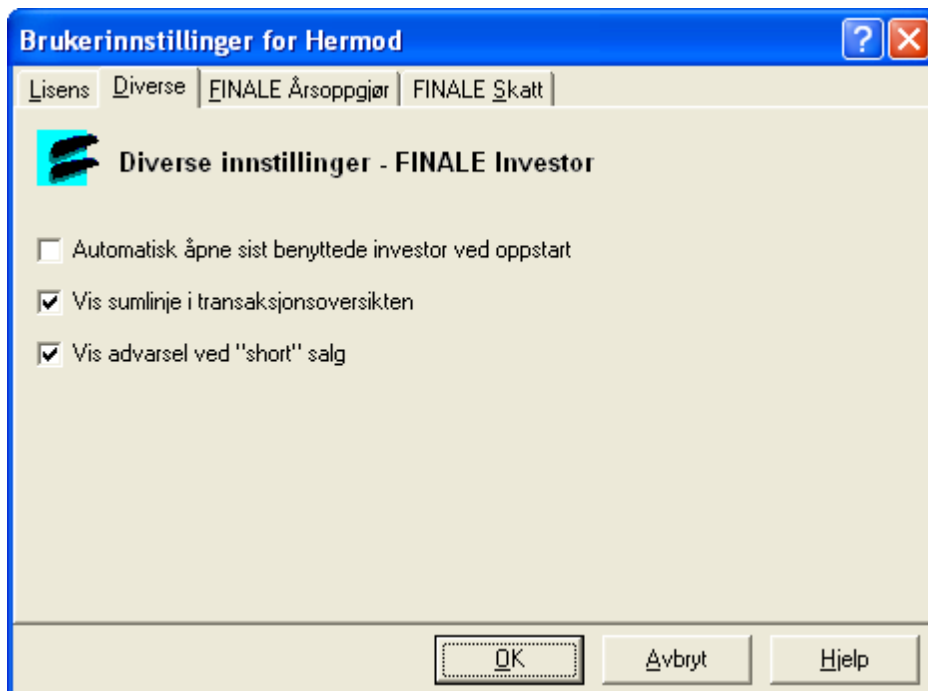 Brukerinnstillinger for Hermod
Lisens Diverse FINALE Årsoppgjør FINALE Skatt
Diverse innstillinger - FINALE Investor
Automatisk åpne sist benyttede investor ved oppstart
Vis sumlinje i transaksjonsoversikten
Vis advarsel ved "short" salg
OK Avbryt Hjelp